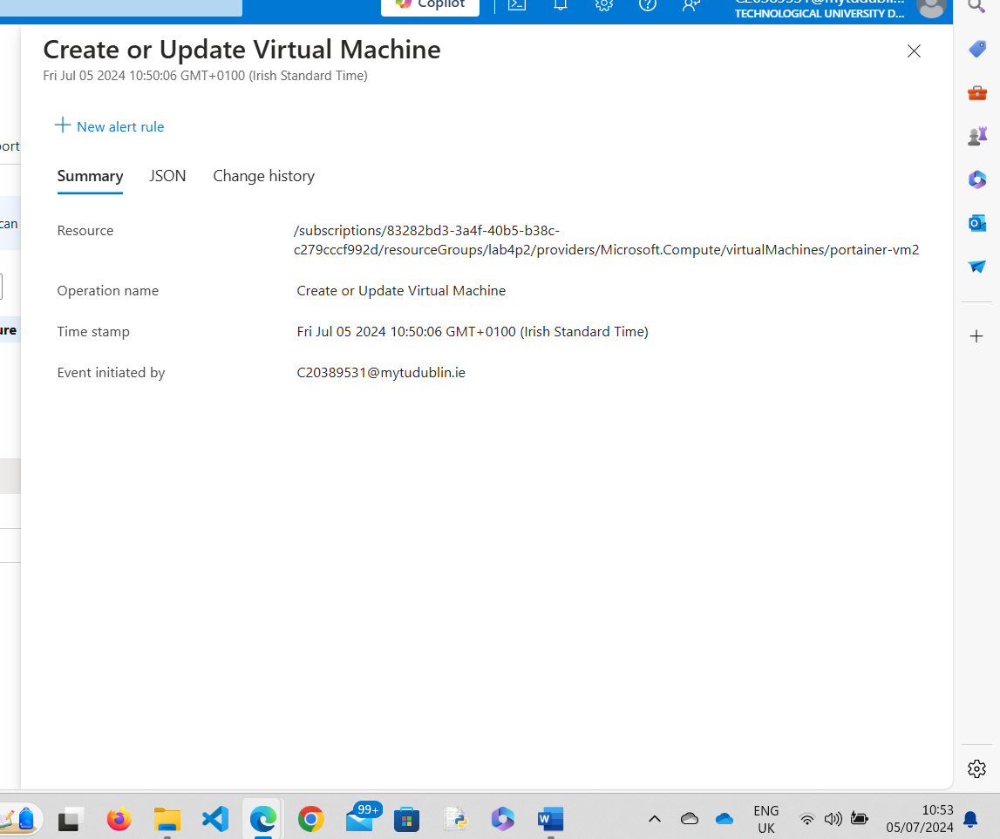 Copilot
TECHNOLOGICAL UNIVERSITY D...
Create or Update Virtual Machine
Fri Jul 05 2024 10:50:06 GMT+0100 (Irish Standard Time)
New alert rule
ort
Summary JSON Change history
can
Resource
/subscriptions/83282bd3-3a4f-40b5-b38c-
c279cccf992d/resourceGroups/lab4p2/providers/Microsoft.Compute/virtualMachines/portainer-vm2
Operation name Create or Update Virtual Machine
ure
Time stamp Fri Jul 05 2024 10:50:06 GMT+0100 (Irish Standard Time)
Event initiated by C20389531@mytudublin.ie
99+
ENG
UK
10:53
05/07/2024